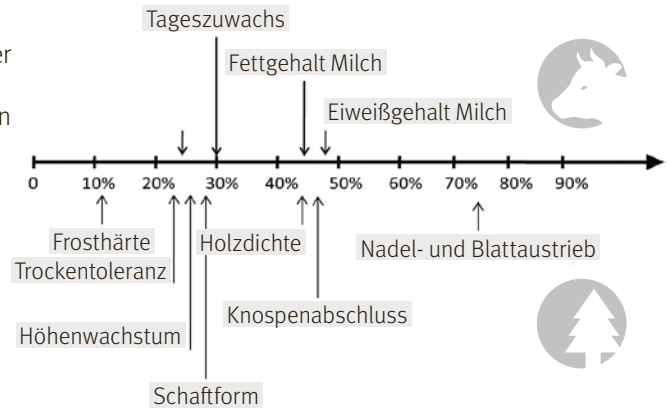 Tageszuwachs
er
Fettgehalt Milch
n
Eiweißgehalt Milch
0 10% 20% 30% 40% 50% 60% 70% 80% 90%
Frosthärte
Holzdichte
Nadel- und Blattaustrieb
Trockentoleranz
Knospenabschluss
Höhenwachstum
Schaftform